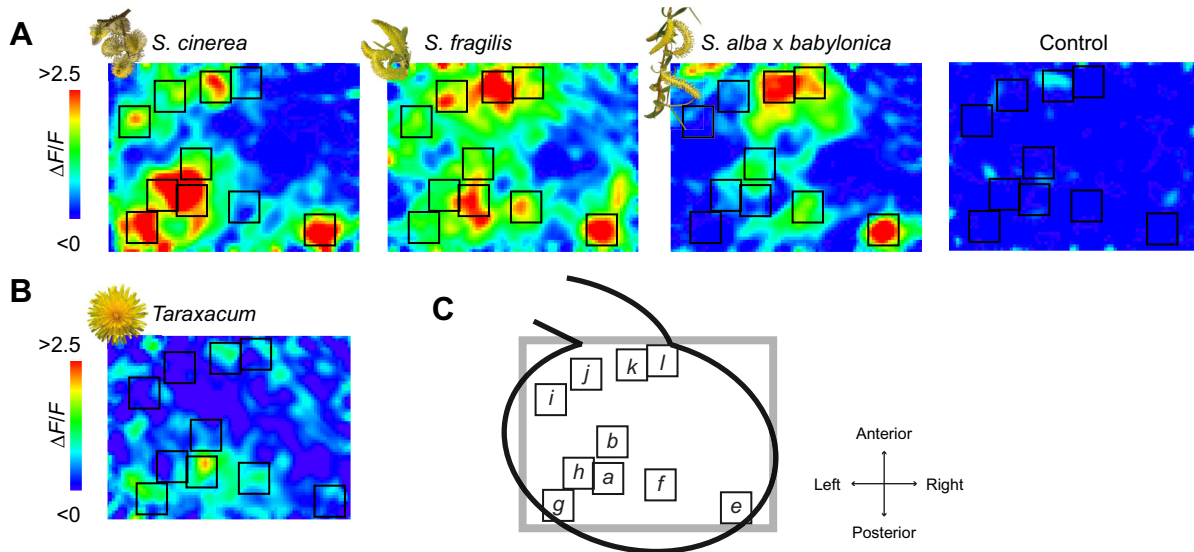 A
S. cinerea
S. fragilis
S. alba x babylonica
Control
>2.5
ΔF/F
<0
B
Taraxacum
>2.5
ΔF/F
<0
C
j k l
i
b
h a f
g e
Anterior
Left Right
Posterior